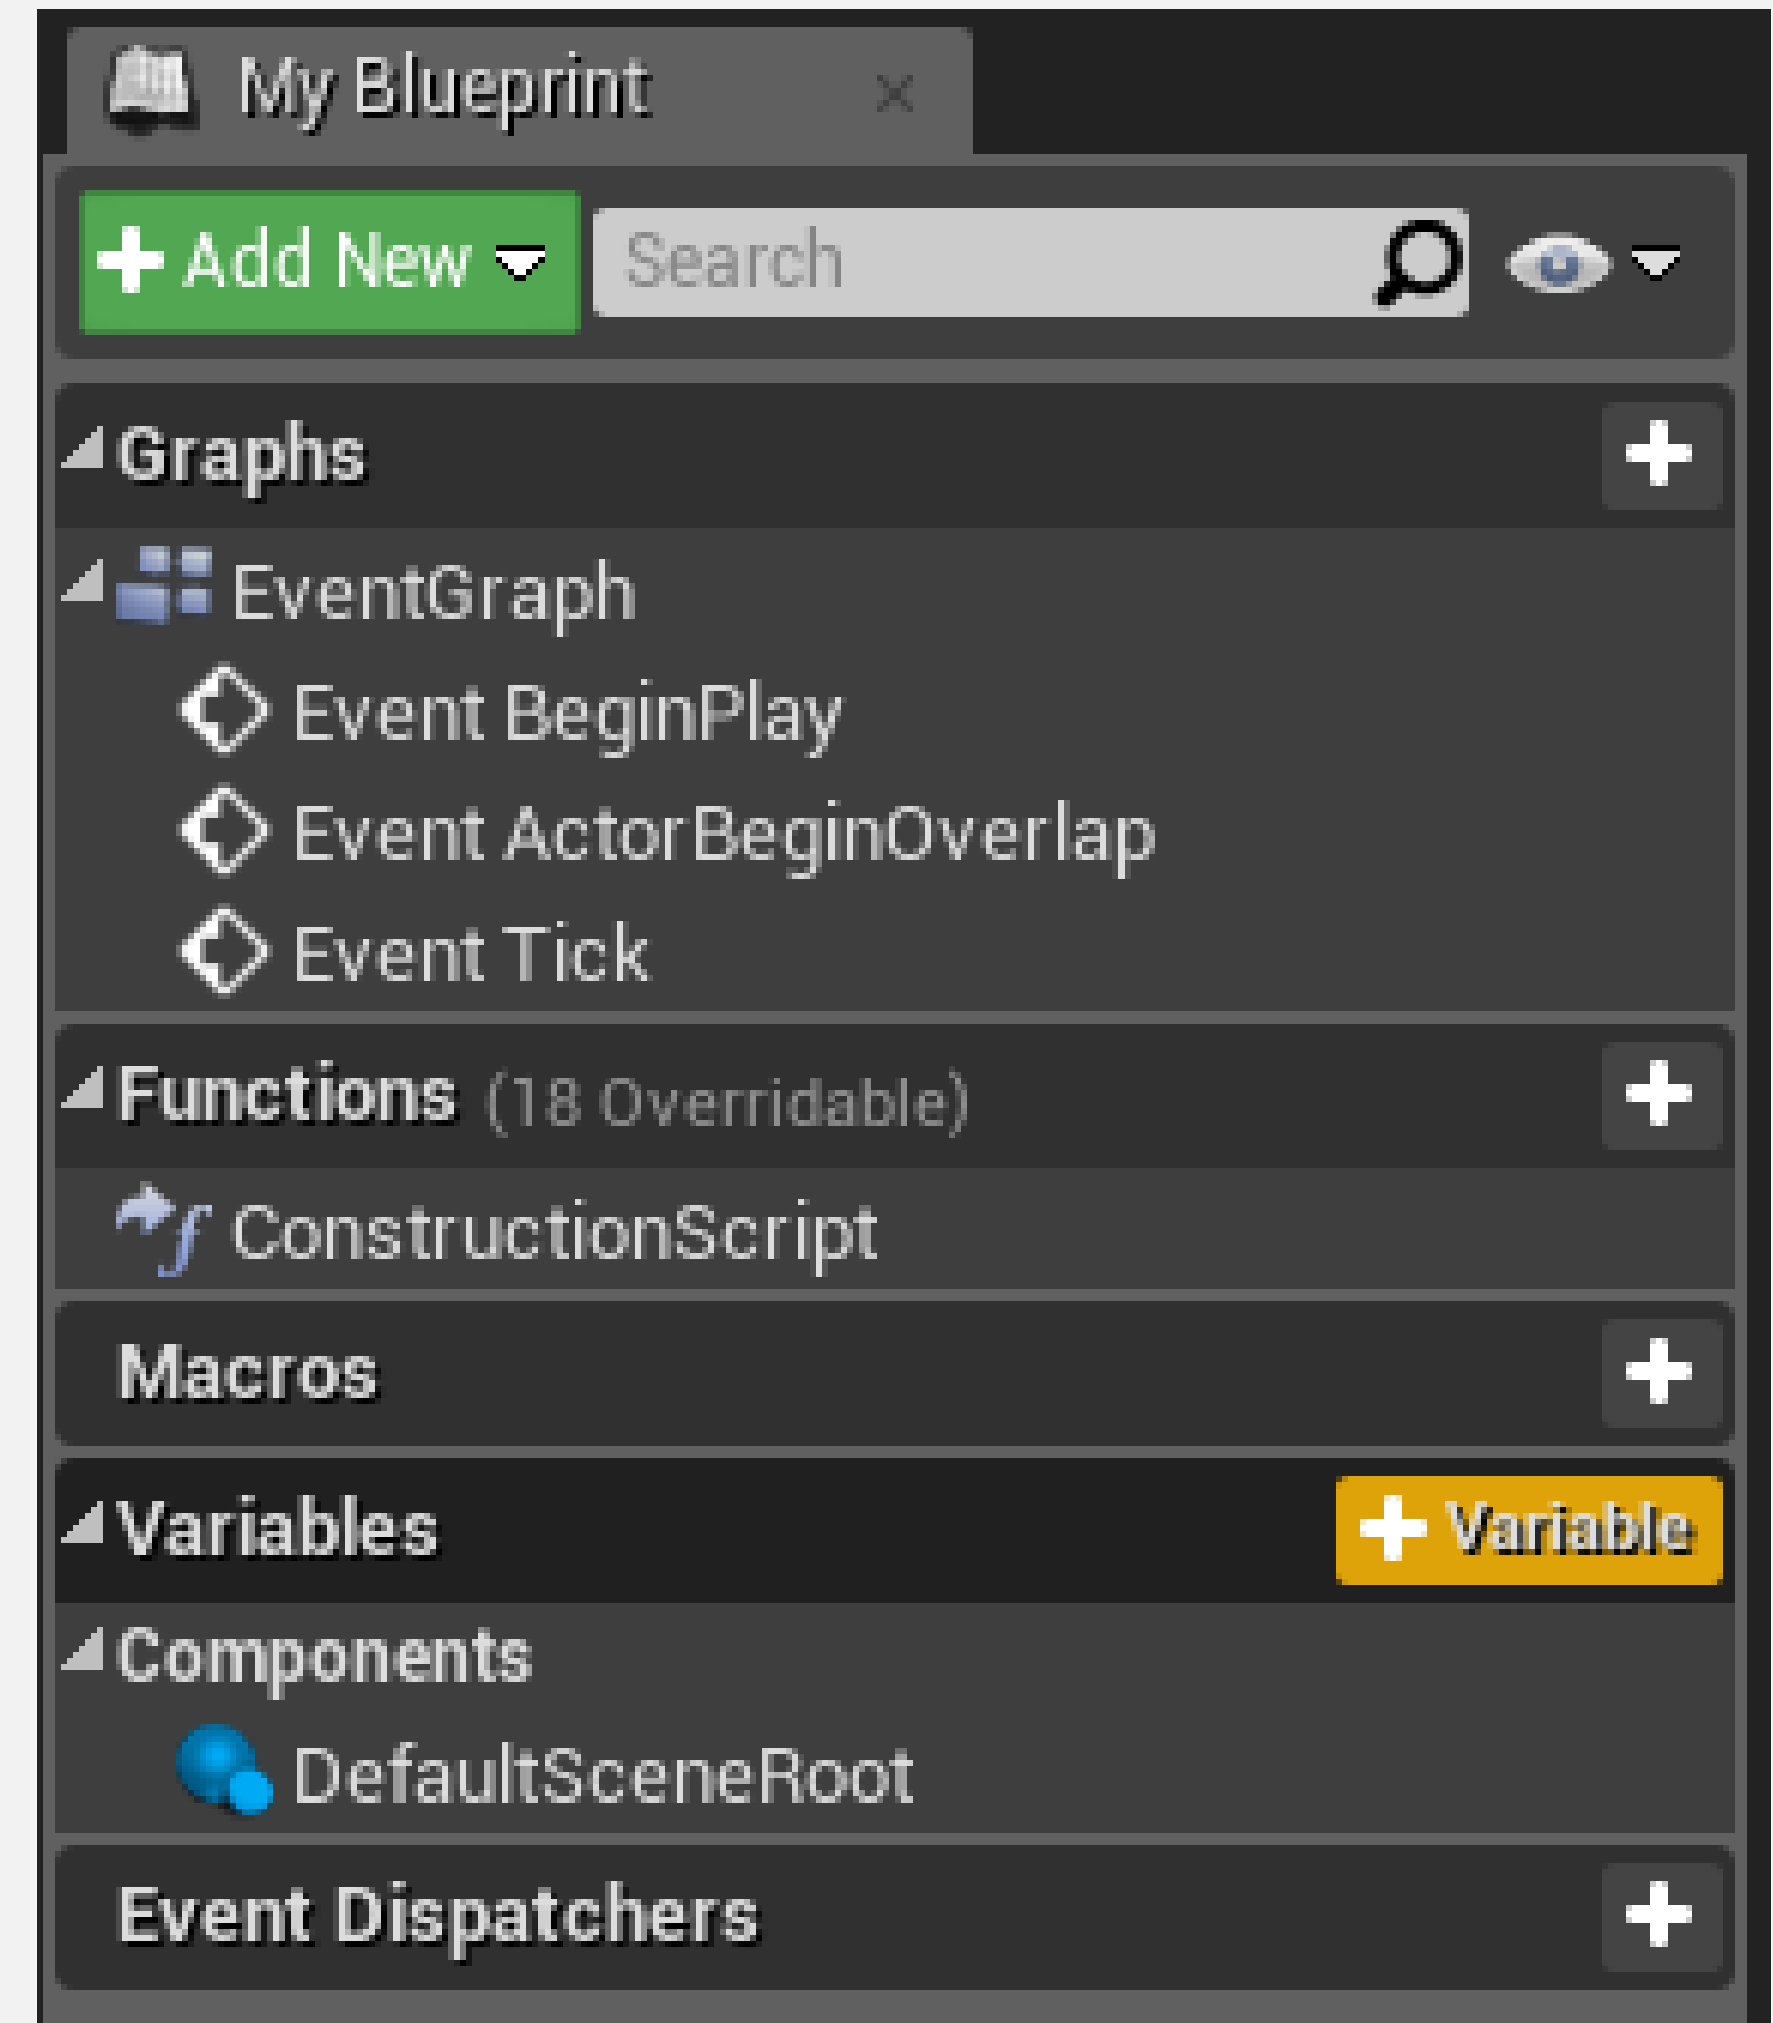 My Blueprint
Add New
Search
Graphs
EventGraph
Event BeginPlay
Event ActorBeginOverlap
Event Tick
Functions (18 Overridable)
ConstructionScript
Macros
Variables
Variable
Components
DefaultSceneRoot
Event Dispatchers